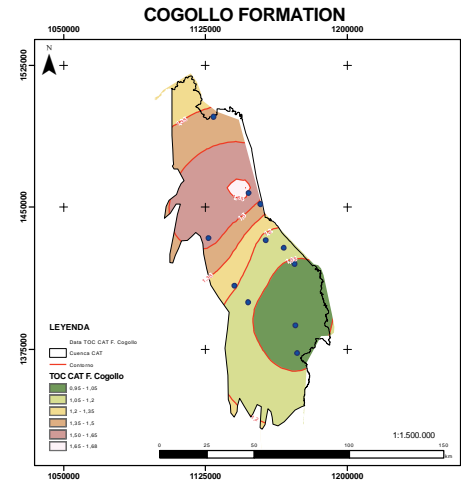 COGOLLO FORMATION
1050000 1125000 1200000
N
1525000
1450000
1375000
LEYENDA
Data TOC CAT F. Cogollo
Cuenca CAT
Contorno
TOC CAT F. Cogollo
0,95 - 1,05
1,05 - 1,2
1,2 - 1,35
1,35 - 1,5
1,50 - 1,65
1,65 - 1,68
1:1.500.000
0 25 50 100 150
km
1050000 1125000 1200000